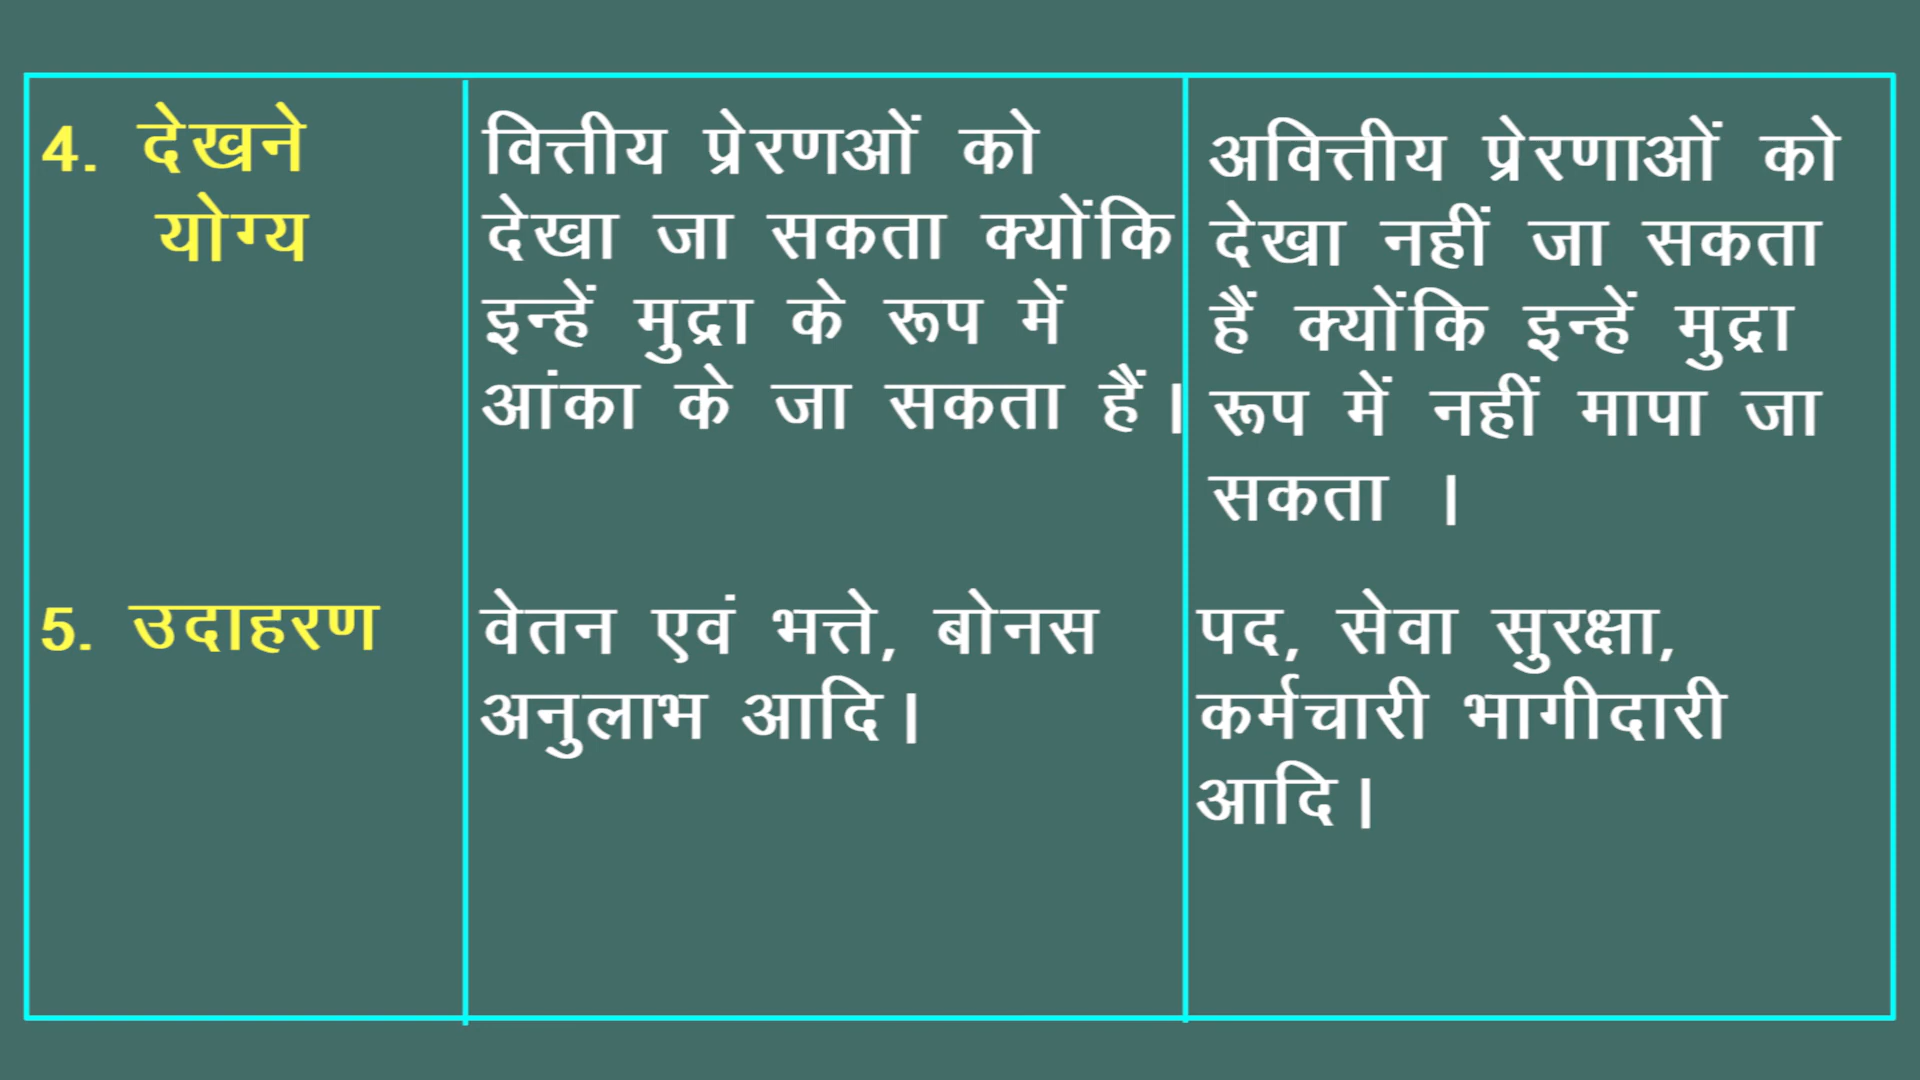 4. देखने
योग्य
वित्तीय प्रेरणओं को
देखा जा सकता क्योंकि
इन्हें मुद्रा के रूप में
आंका के जा सकता हैं।
अवित्तीय प्रेरणाओं को
देखा नहीं जा सकता
हैं क्योंकि इन्हें मुद्रा
रूप में नहीं मापा जा
सकता ।
5. उदाहरण
वेतन एवं भत्ते, बोनस
अनुलाभ आदि।
पद, सेवा सुरक्षा,
कर्मचारी भागीदारी
आदि।